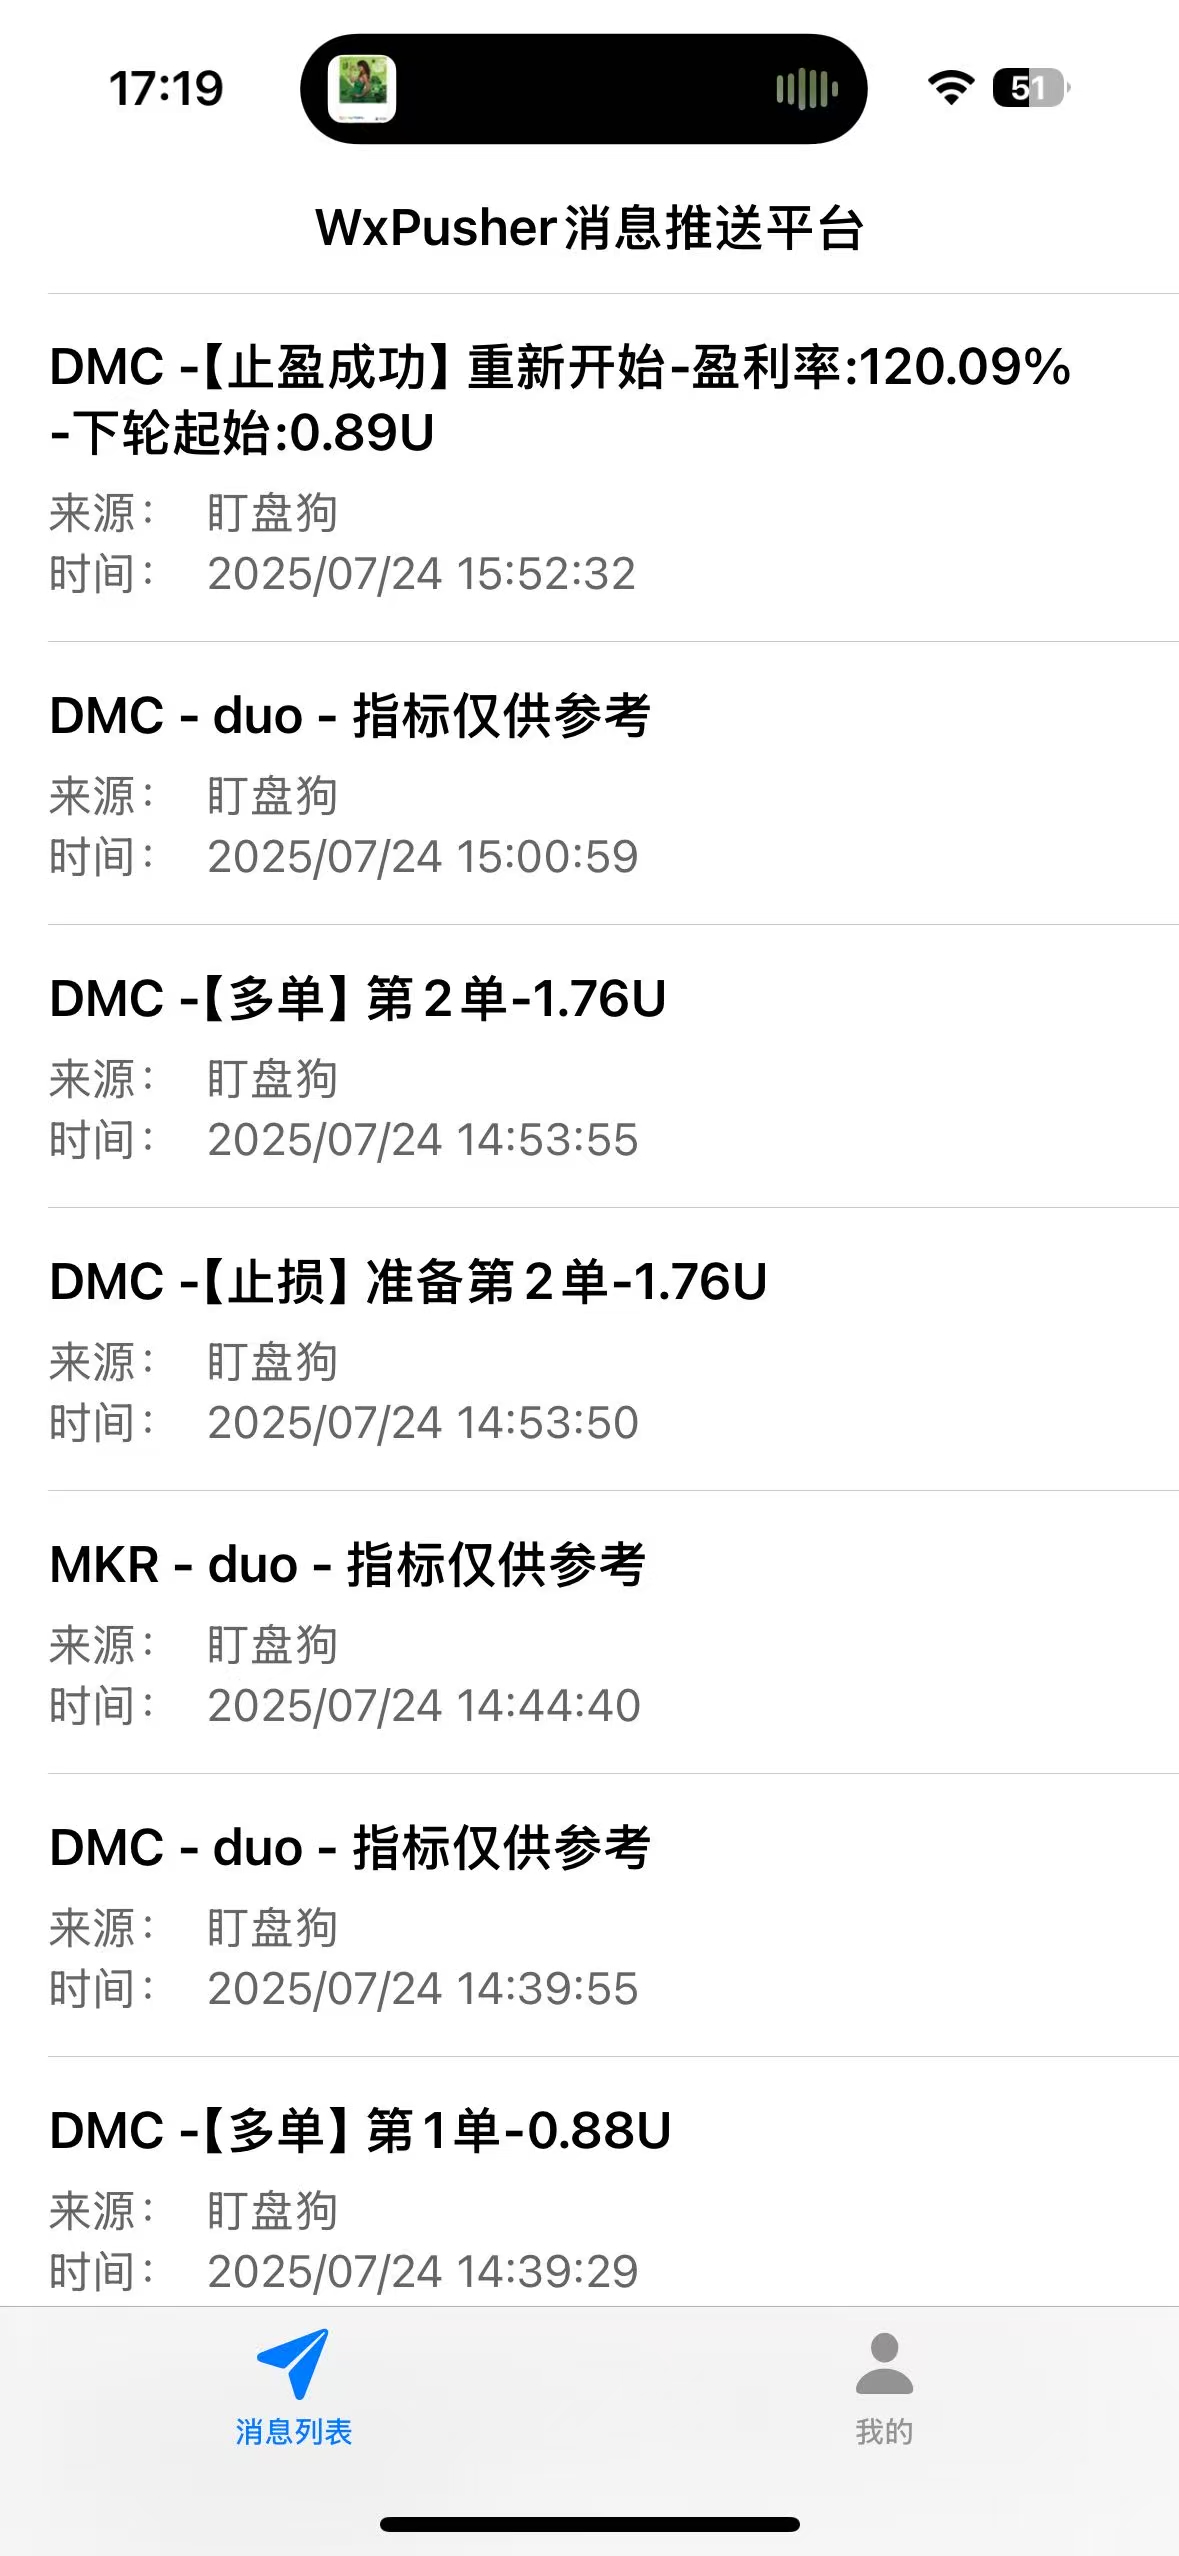 17:19
51
WxPusher消息推送平台
DMC -【止盈成功】重新开始-盈利率:120.09%
-下轮起始:0.89U
来源： 盯盘狗
时间： 2025/07/24 15:52:32
DMC - duo - 指标仅供参考
来源： 盯盘狗
时间： 2025/07/24 15:00:59
DMC -【多单】第2单-1.76U
来源： 盯盘狗
时间： 2025/07/24 14:53:55
DMC -【止损】准备第2单-1.76U
来源： 盯盘狗
时间： 2025/07/24 14:53:50
MKR - duo - 指标仅供参考
来源： 盯盘狗
时间： 2025/07/24 14:44:40
DMC - duo - 指标仅供参考
来源： 盯盘狗
时间： 2025/07/24 14:39:55
DMC -【多单】第1单-0.88U
来源： 盯盘狗
时间： 2025/07/24 14:39:29
消息列表
我的